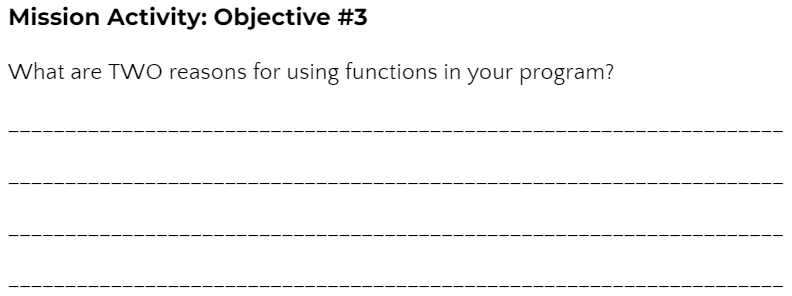 Mission Activity: Objective #3
What are TWO reasons for using functions in your program?